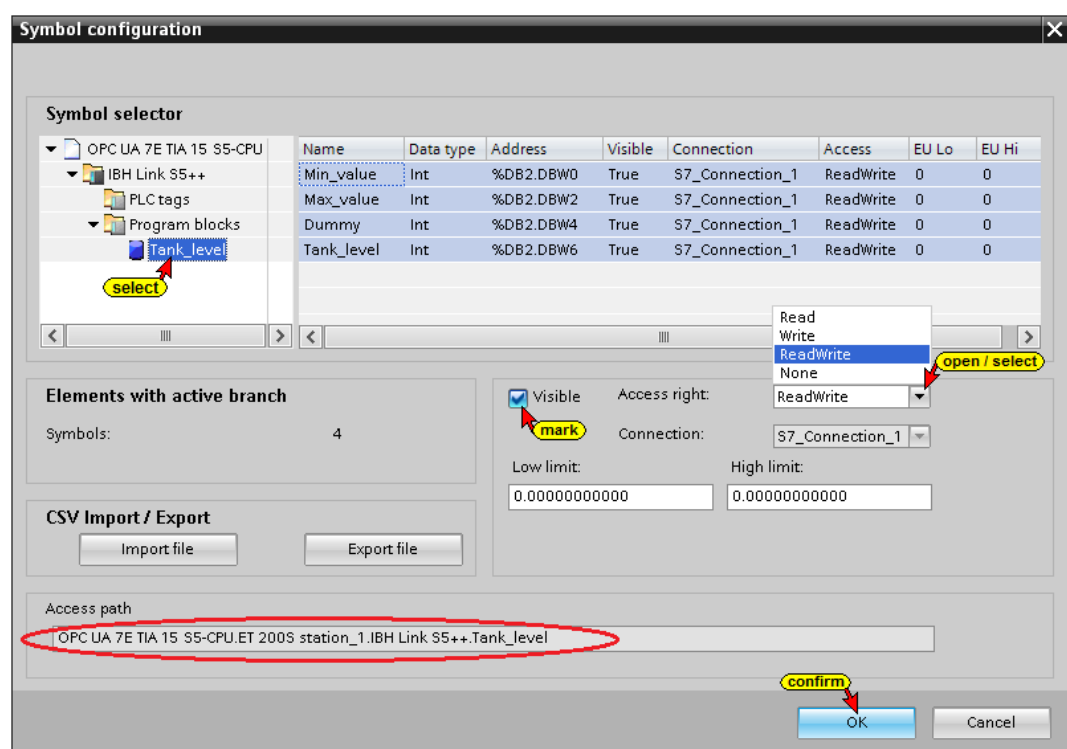 Symbol configuration
Symbol selector
OPC UA 7E TIA 15 S5-CPU
IBH Link S5++
PLC tags
Program blocks
Tank_level
select
Name Data type Address Visible Connection Access EU Lo EU Hi
Min_value Int %DB2.DBW0 True S7_Connection_1 ReadWrite 0 0
Max_value Int %DB2.DBW2 True S7_Connection_1 ReadWrite 0 0
Dummy Int %DB2.DBW4 True S7_Connection_1 ReadWrite 0 0
Tank_level Int %DB2.DBW6 True S7_Connection_1 ReadWrite 0 0
Read
Write
ReadWrite
None
open / select
Elements with active branch
Symbols: 4
Visible
mark
Access right: ReadWrite
Connection: S7_Connection_1
Low limit: High limit:
0.00000000000 0.00000000000
CSV Import / Export
Import file Export file
Access path
OPC UA 7E TIA 15 S5-CPU.ET 200S station_1.IBH Link S5++.Tank_level
confirm
OK Cancel